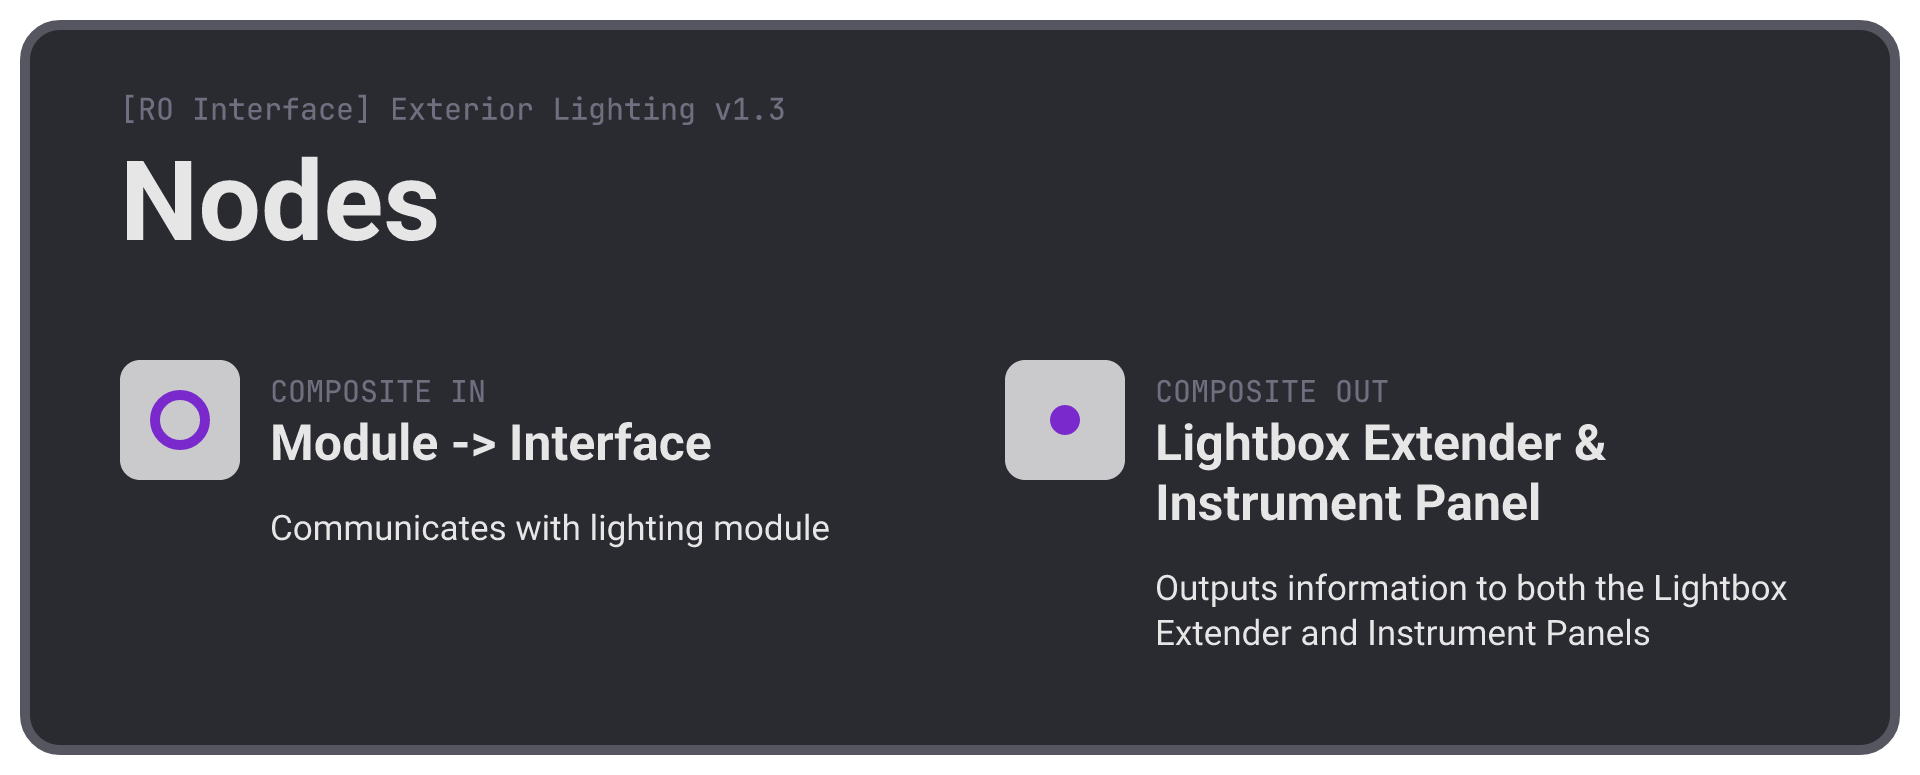 [RO Interface] Exterior Lighting v1.3
Nodes
COMPOSITE IN
Module -> Interface
Communicates with lighting module
COMPOSITE OUT
Lightbox Extender &
Instrument Panel
Outputs information to both the Lightbox
Extender and Instrument Panels